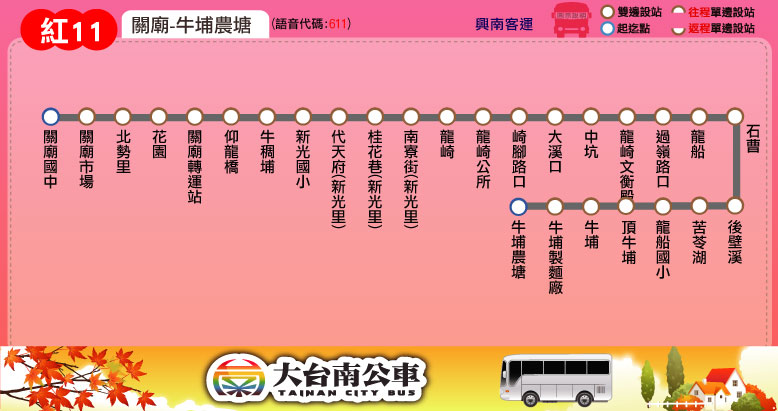 紅11
關廟-牛埔農塘
(語音代碼:611)
興南客運
雙邊設站
往程單邊設站
起迄點
返程單邊設站
關廟國中
關廟市場
北勢里
花園
關廟轉運站
仰龍橋
牛稠埔
新光國小
代天府(新光里)
桂花巷(新光里)
南寮街(新光里)
龍崎
龍崎公所
崎腳路口
大溪口
中坑
龍崎文衡殿
過嶺路口
龍船
石曹
後壁溪
苦苓湖
龍船國小
頂牛埔
牛埔
牛埔製麵廠
牛埔農塘
大台南公車
TAINAN CITY BUS